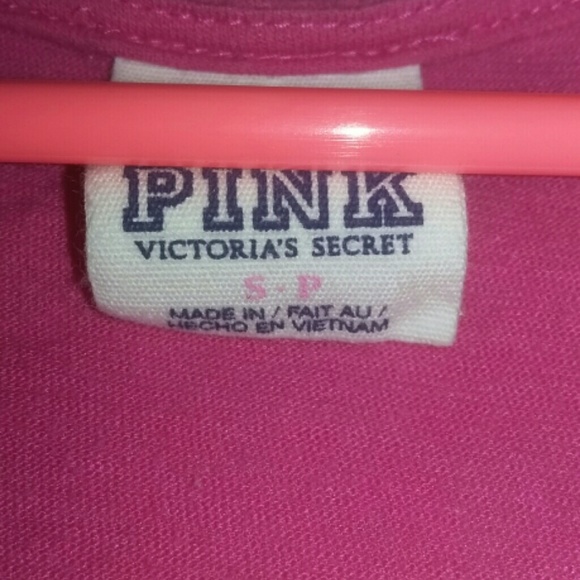 PINK
VICTORIA'S SECRET
S - P
MADE IN / FAIT AU /
HECHO EN VIETNAM